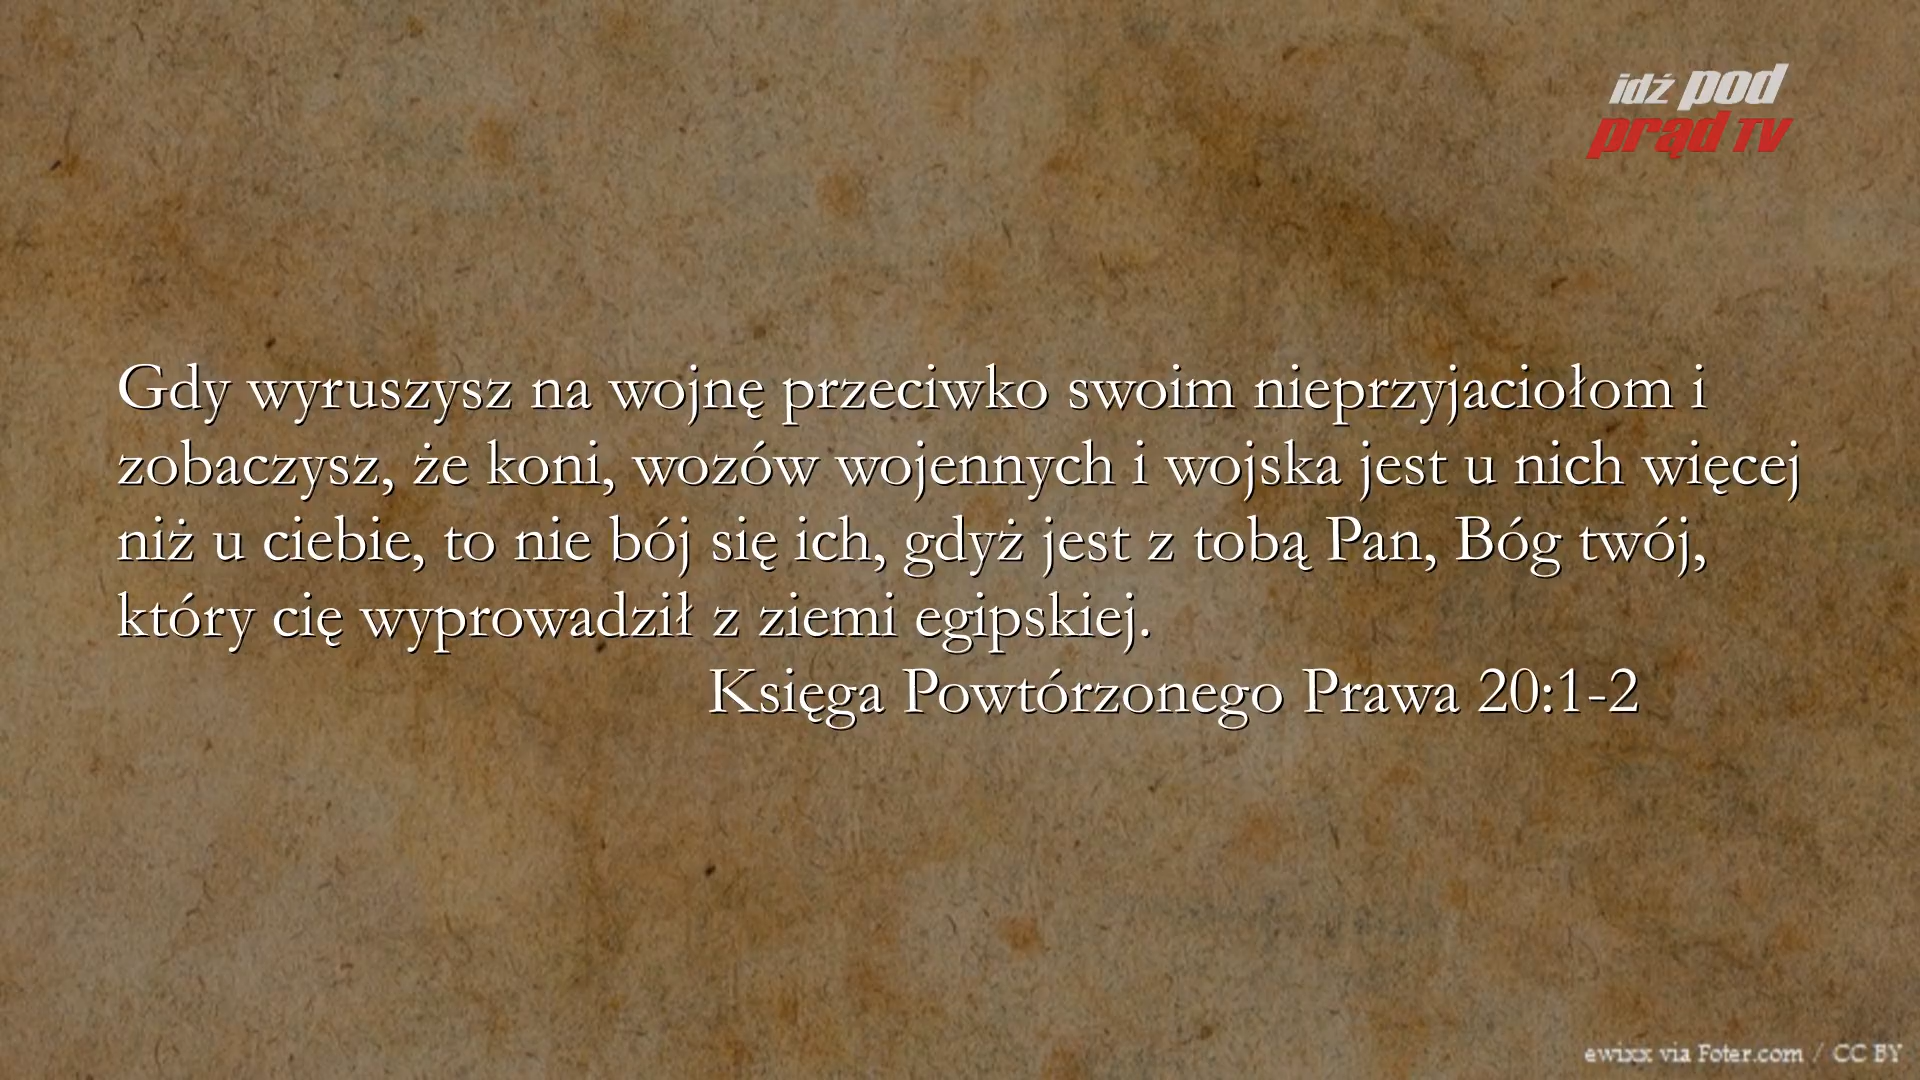 idź pod
prąd TV
Gdy wyruszysz na wojnę przeciwko swoim nieprzyjaciołom i
zobaczysz, że koni, wozów wojennych i wojska jest u nich więcej
niż u ciebie, to nie bój się ich, gdyż jest z tobą Pan, Bóg twój,
który cię wyprowadził z ziemi egipskiej.
Księga Powtórzonego Prawa 20:1-2
ewixx via Foter.com / CC BY